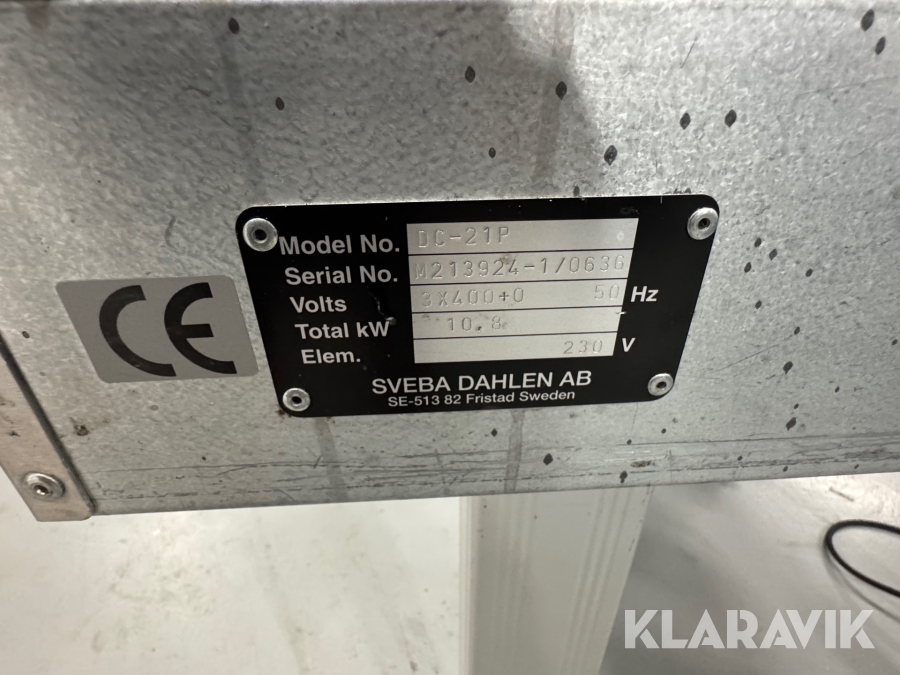 CE
Model No. DC-21P
Serial No. M213924-1/0636
Volts 3X400+0 50 Hz
Total kW 10.8
Elem. 230 V
SVEBA DAHLEN AB
SE-513 82 Fristad Sweden
KLARAVIK